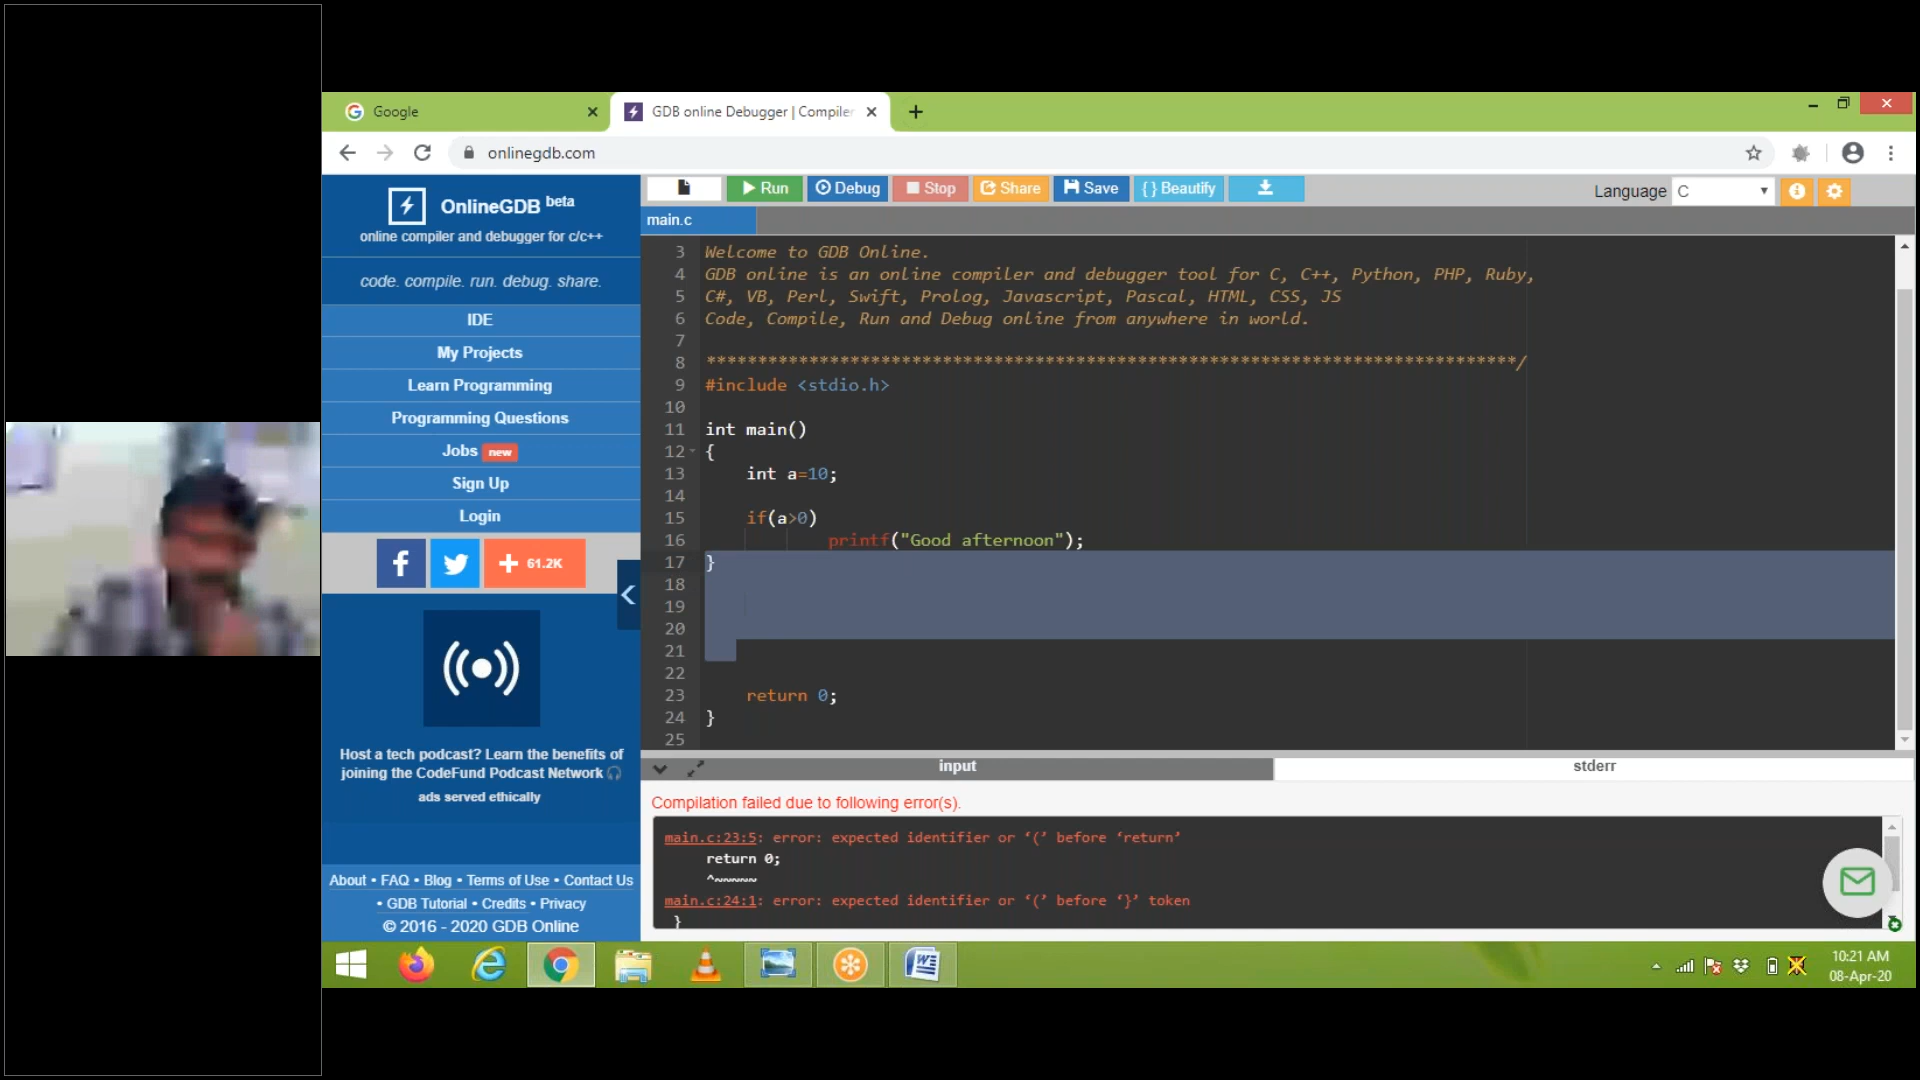 Google
GDB online Debugger | Compiler
onlinegdb.com
OnlineGDB beta
online compiler and debugger for c/c++
code. compile. run. debug. share.
IDE
My Projects
Learn Programming
Programming Questions
Jobs new
Sign Up
Login
61.2K
Host a tech podcast? Learn the benefits of
joining the CodeFund Podcast Network
ads served ethically
About • FAQ • Blog • Terms of Use • Contact Us
• GDB Tutorial • Credits • Privacy
© 2016 - 2020 GDB Online
Run Debug Stop Share Save { } Beautify Language C
main.c
3 Welcome to GDB Online.
4 GDB online is an online compiler and debugger tool for C, C++, Python, PHP, Ruby,
5 C#, VB, Perl, Swift, Prolog, Javascript, Pascal, HTML, CSS, JS
6 Code, Compile, Run and Debug online from anywhere in world.
7
8 *******************************************************************************/
9 #include <stdio.h>
10
11 int main()
12 {
13 int a=10;
14
15 if(a>0)
16 printf("Good afternoon");
17 }
18
19
20
21
22
23 return 0;
24 }
25
input stderr
Compilation failed due to following error(s).
main.c:23:5: error: expected identifier or ‘(’ before ‘return’
return 0;
^~~~~~
main.c:24:1: error: expected identifier or ‘(’ before ‘}’ token
}
10:21 AM
08-Apr-20